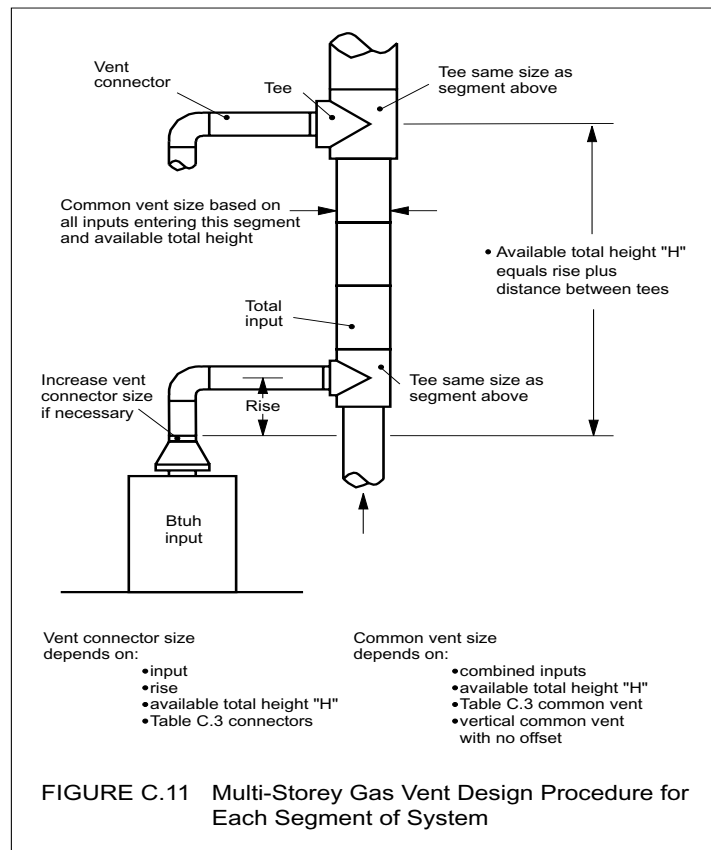 Vent
connector
Tee
Tee same size as
segment above
Common vent size based on
all inputs entering this segment
and available total height
• Available total height "H"
equals rise plus
distance between tees
Total
input
Increase vent
connector size
if necessary
Rise
Tee same size as
segment above
Btuh
input
Vent connector size
depends on:
•input
•rise
•available total height "H"
•Table C.3 connectors
Common vent size
depends on:
•combined inputs
•available total height "H"
•Table C.3 common vent
•vertical common vent
with no offset
FIGURE C.11 Multi-Storey Gas Vent Design Procedure for
Each Segment of System